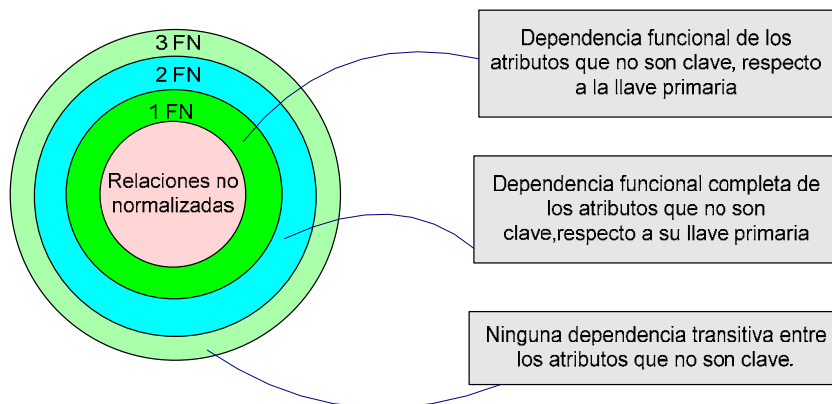 3 FN
2 FN
1 FN
Relaciones no
normalizadas
Dependencia funcional de los
atributos que no son clave, respecto
a la llave primaria
Dependencia funcional completa de
los atributos que no son
clave,respecto a su llave primaria
Ninguna dependencia transitiva entre
los atributos que no son clave.